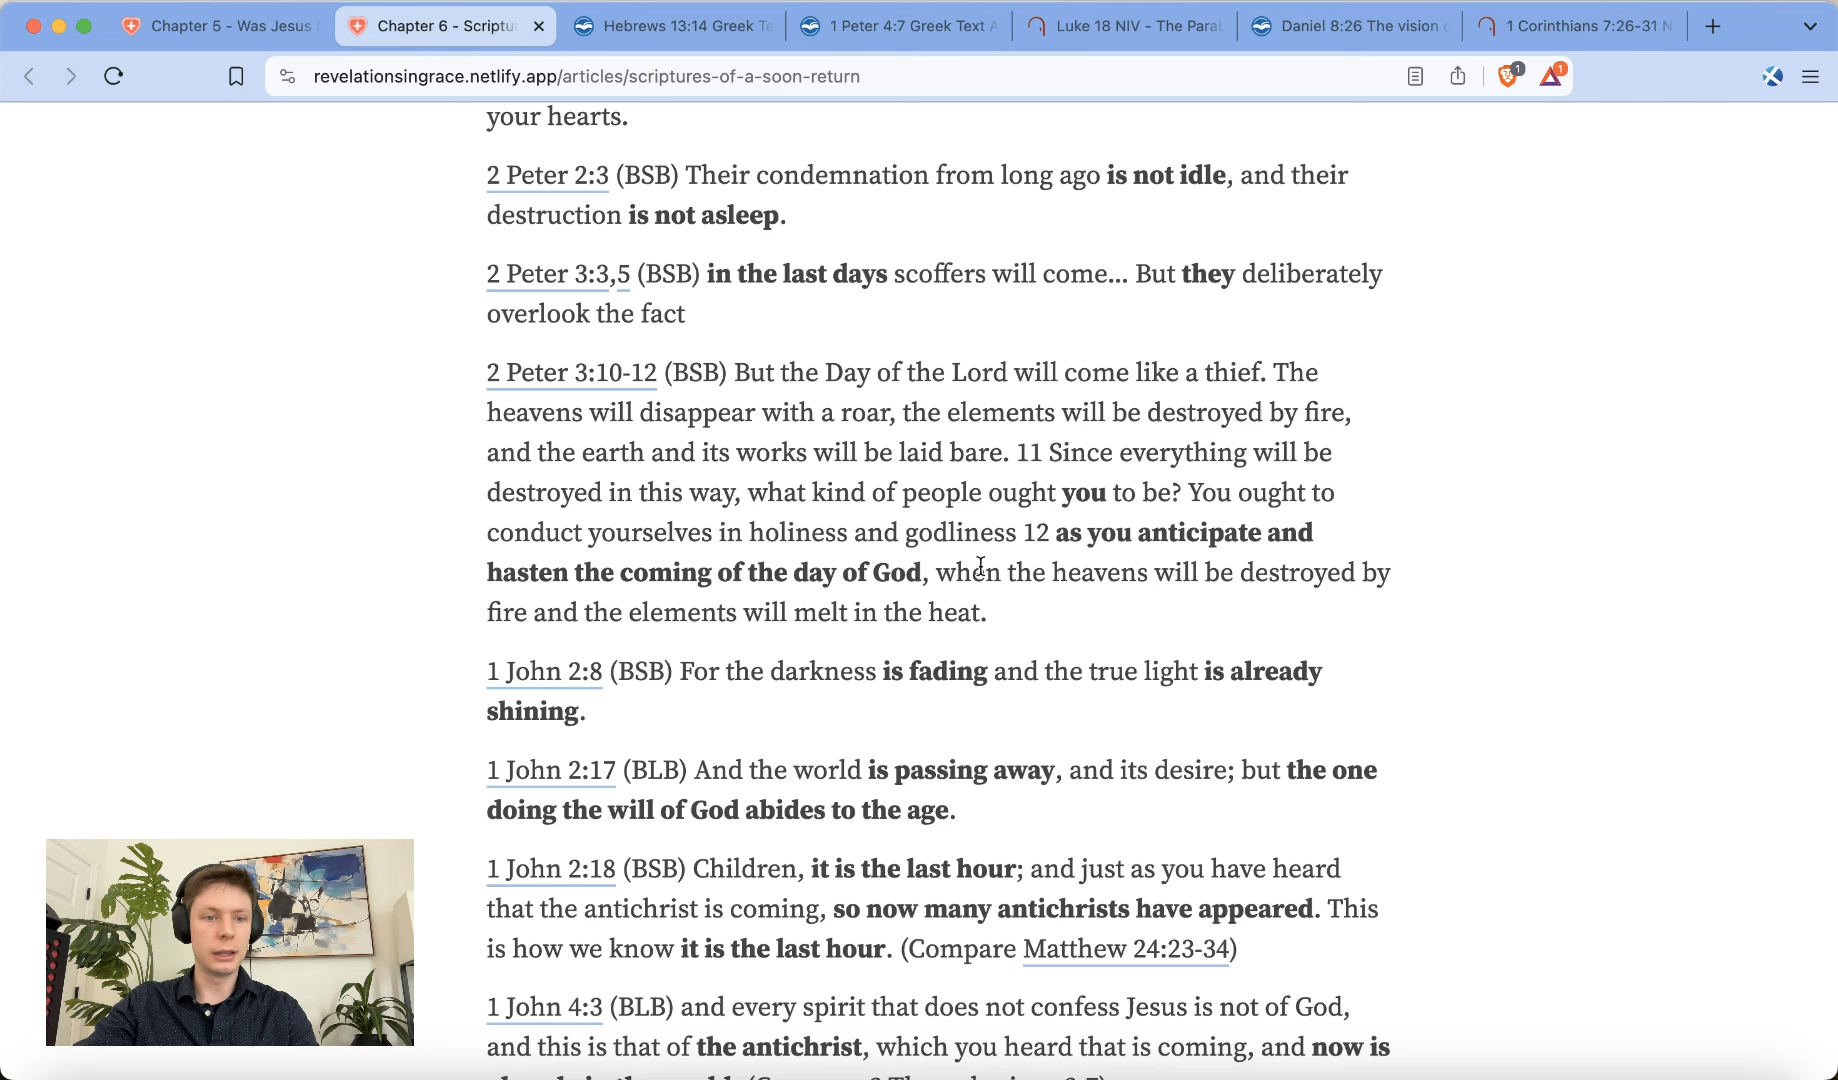 Chapter 5 - Was Jesus
Chapter 6 - Scriptur
Hebrews 13:14 Greek Te
1 Peter 4:7 Greek Text A
Luke 18 NIV - The Parab
Daniel 8:26 The vision o
1 Corinthians 7:26-31 N
revelationsingrace.netlify.app/articles/scriptures-of-a-soon-return
1
1
your hearts.
2 Peter 2:3 (BSB) Their condemnation from long ago is not idle, and their
destruction is not asleep.
2 Peter 3:3,5 (BSB) in the last days scoffers will come... But they deliberately
overlook the fact
2 Peter 3:10-12 (BSB) But the Day of the Lord will come like a thief. The
heavens will disappear with a roar, the elements will be destroyed by fire,
and the earth and its works will be laid bare. 11 Since everything will be
destroyed in this way, what kind of people ought you to be? You ought to
conduct yourselves in holiness and godliness 12 as you anticipate and
hasten the coming of the day of God, when the heavens will be destroyed by
fire and the elements will melt in the heat.
1 John 2:8 (BSB) For the darkness is fading and the true light is already
shining.
1 John 2:17 (BLB) And the world is passing away, and its desire; but the one
doing the will of God abides to the age.
1 John 2:18 (BSB) Children, it is the last hour; and just as you have heard
that the antichrist is coming, so now many antichrists have appeared. This
is how we know it is the last hour. (Compare Matthew 24:23-34)
1 John 4:3 (BLB) and every spirit that does not confess Jesus is not of God,
and this is that of the antichrist, which you heard that is coming, and now is